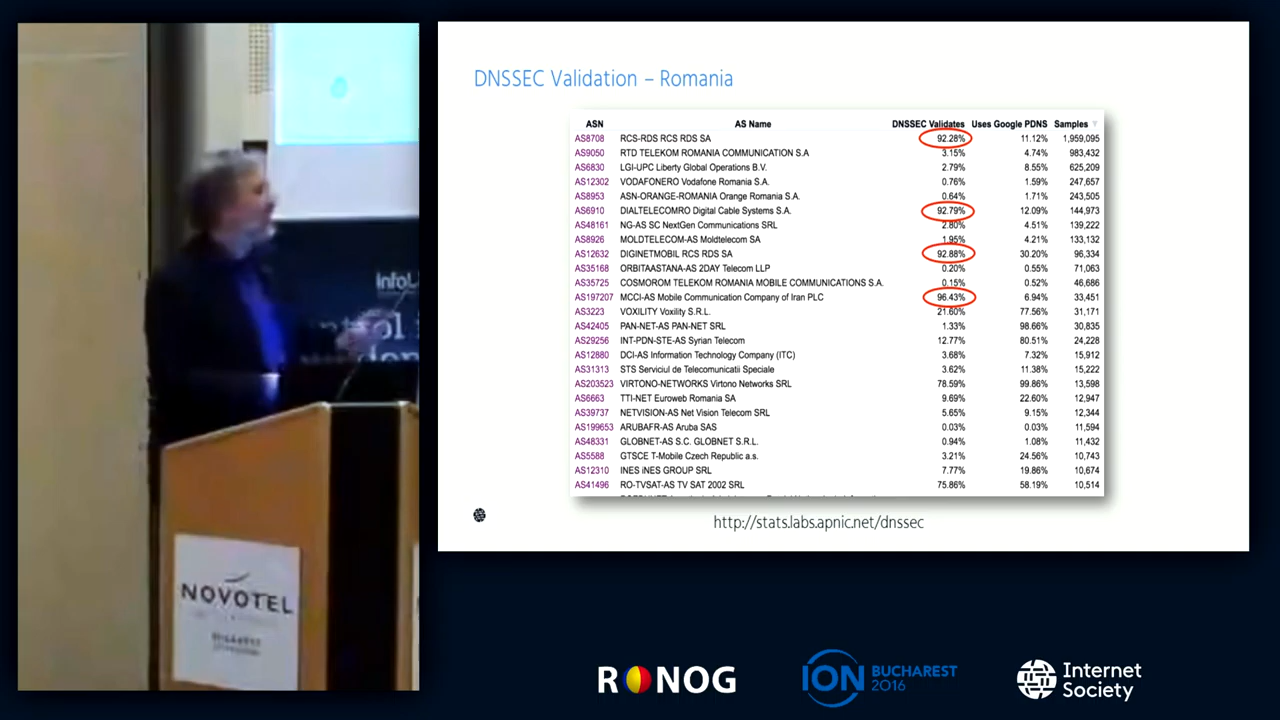 DNSSEC Validation – Romania
ASN AS Name DNSSEC Validates Uses Google PDNS Samples
AS8708 RCS-RDS RCS RDS SA 92.28% 11.12% 1,959,095
AS9050 RTD TELEKOM ROMANIA COMMUNICATION S.A 3.15% 4.74% 983,432
AS6830 LGI-UPC Liberty Global Operations B.V. 2.79% 8.55% 625,209
AS12302 VODAFONERO Vodafone Romania S.A. 0.76% 1.59% 247,657
AS8953 ASN-ORANGE-ROMANIA Orange Romania S.A. 0.64% 1.71% 243,505
AS6910 DIALTELECOMRO Digital Cable Systems S.A. 92.79% 12.09% 144,973
AS48161 NG-AS SC NextGen Communications SRL 2.80% 4.51% 139,222
AS8926 MOLDTELECOM-AS Moldtelecom SA 1.95% 4.21% 133,132
AS12632 DIGINETMOBIL RCS RDS SA 92.88% 30.20% 96,334
AS35168 ORBITAASTANA-AS 2DAY Telecom LLP 0.20% 0.55% 71,063
AS35725 COSMOROM TELEKOM ROMANIA MOBILE COMMUNICATIONS S.A. 0.15% 0.52% 46,686
AS197207 MCCI-AS Mobile Communication Company of Iran PLC 96.43% 6.94% 33,451
AS3223 VOXILITY Voxility S.R.L. 21.60% 77.56% 31,171
AS42405 PAN-NET-AS PAN-NET SRL 1.33% 98.66% 30,835
AS29256 INT-PDN-STE-AS Syrian Telecom 12.77% 80.51% 24,228
AS12880 DCI-AS Information Technology Company (ITC) 3.68% 7.32% 15,912
AS31313 STS Serviciul de Telecomunicatii Speciale 3.62% 11.38% 15,222
AS203523 VIRTONO-NETWORKS Virtono Networks SRL 78.59% 99.86% 13,598
AS6663 TTI-NET Euroweb Romania SA 9.69% 22.60% 12,947
AS39737 NETVISION-AS Net Vision Telecom SRL 5.65% 9.15% 12,344
AS199653 ARUBAFR-AS Aruba SAS 0.03% 0.03% 11,594
AS48331 GLOBNET-AS S.C. GLOBNET S.R.L. 0.94% 1.08% 11,432
AS5588 GTSCE T-Mobile Czech Republic a.s. 3.21% 24.56% 10,743
AS12310 INES iNES GROUP SRL 7.77% 19.86% 10,674
AS41496 RO-TVSAT-AS TV SAT 2002 SRL 75.86% 58.19% 10,514
http://stats.labs.apnic.net/dnssec
NOVOTEL
RONOG
ION BUCHAREST
2016
Internet
Society